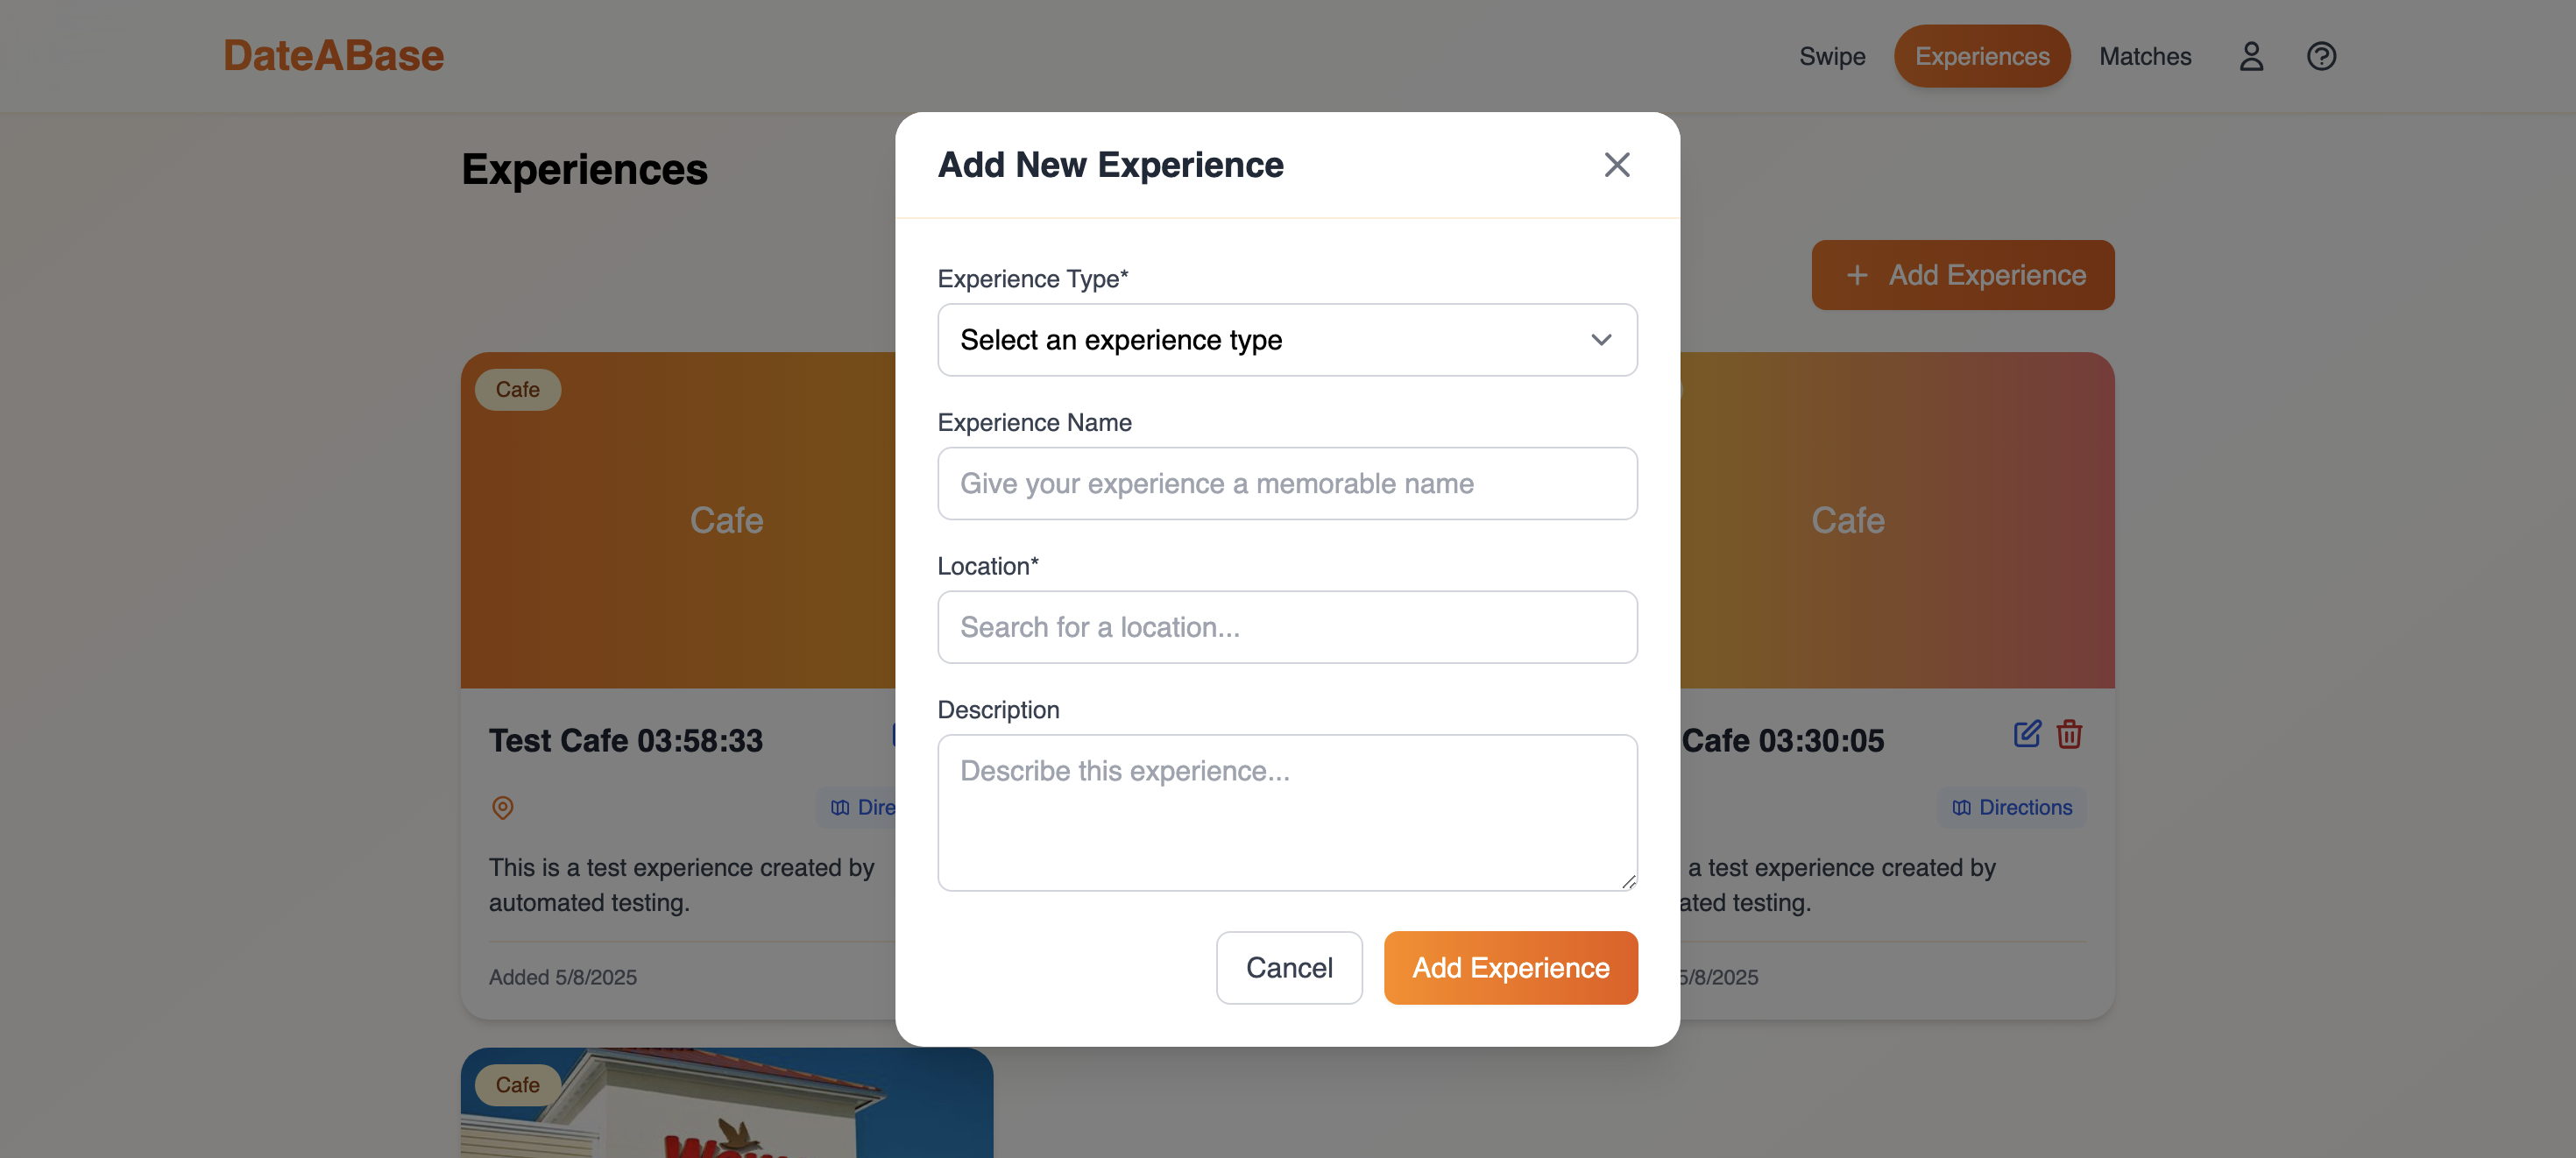 DateABase
Swipe
Experiences
Matches
Experiences
Add Experience
Add New Experience
Experience Type*
Select an experience type
Experience Name
Give your experience a memorable name
Location*
Search for a location...
Description
Describe this experience...
Cancel
Add Experience
Cafe
Cafe
Test Cafe 03:58:33
This is a test experience created by
automated testing.
Added 5/8/2025
Cafe
Cafe 03:30:05
Directions
a test experience created by
testing.
5/8/2025
Cafe